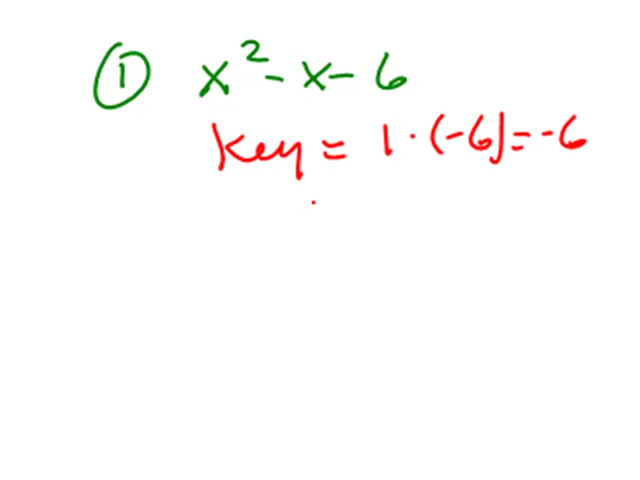 ① x² - x - 6
key = 1 · (-6) = -6